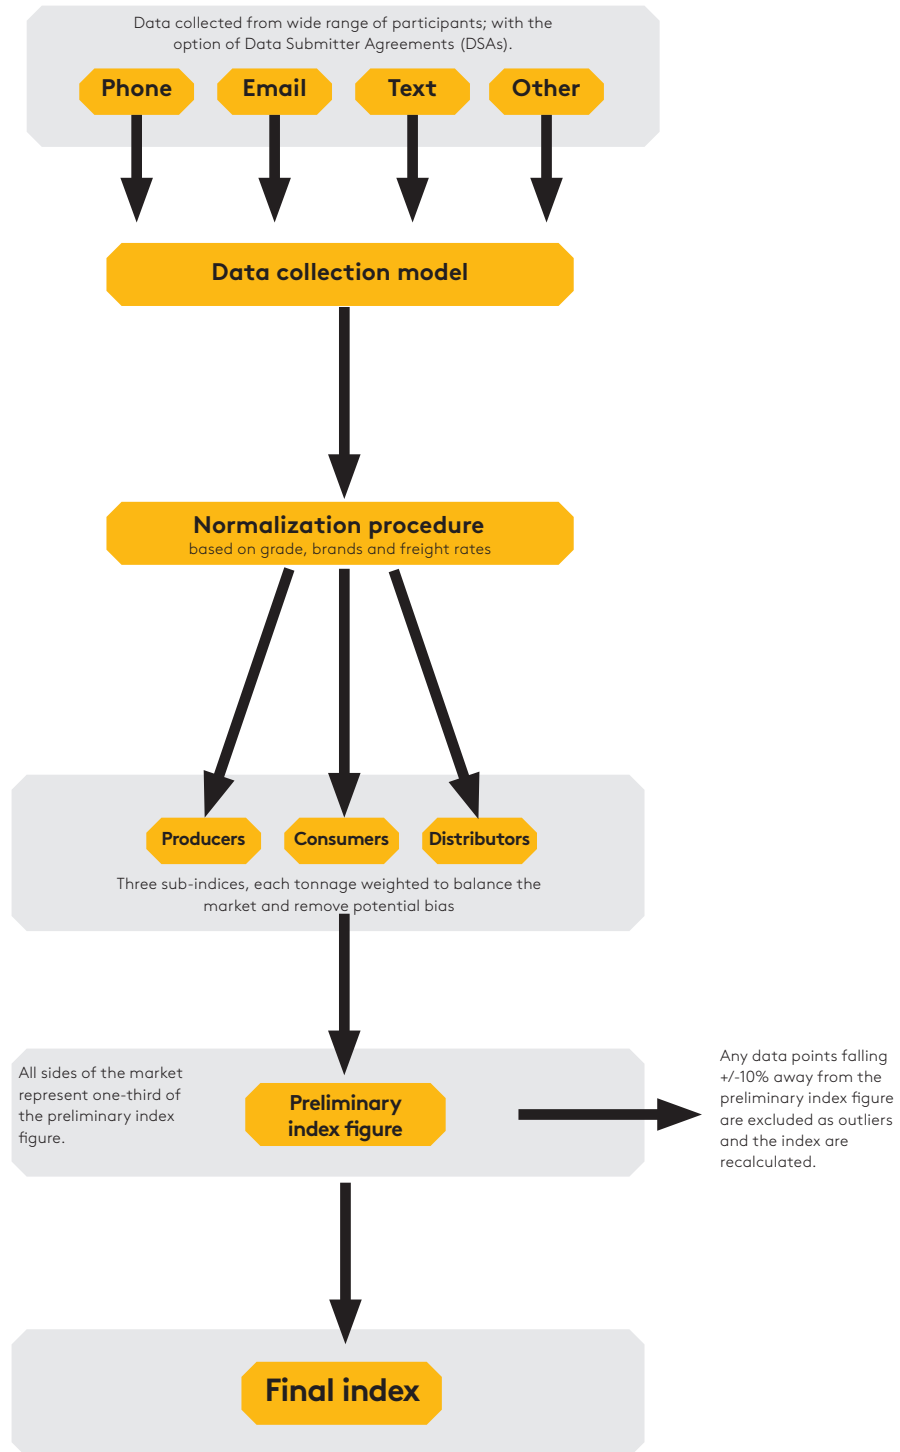 Data collected from wide range of participants; with the
option of Data Submitter Agreements (DSAs).
Phone
Email
Text
Other
Data collection model
Normalization procedure
based on grade, brands and freight rates
Producers
Consumers
Distributors
Three sub-indices, each tonnage weighted to balance the
market and remove potential bias
All sides of the market
represent one-third of
the preliminary index
figure.
Preliminary
index figure
Any data points falling
+/-10% away from the
preliminary index figure
are excluded as outliers
and the index are
recalculated.
Final index